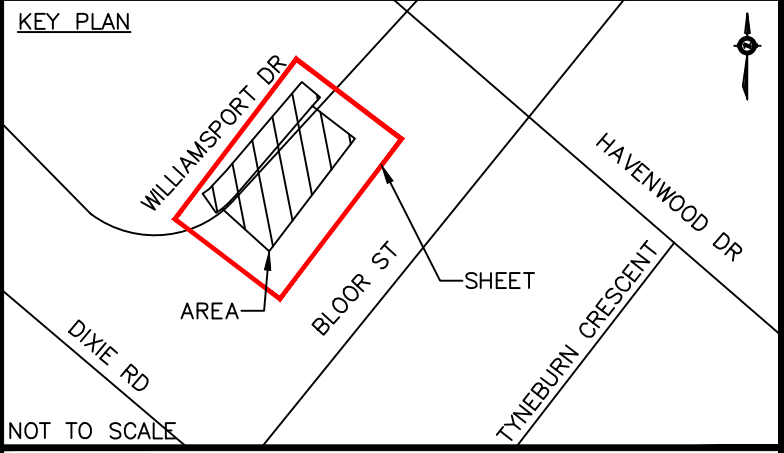 KEY PLAN
WILLIAMSPORT DR
HAVENWOOD DR
BLOOR ST
SHEET
AREA
TYNEBURN CRESCENT
DIXIE RD
NOT TO SCALE